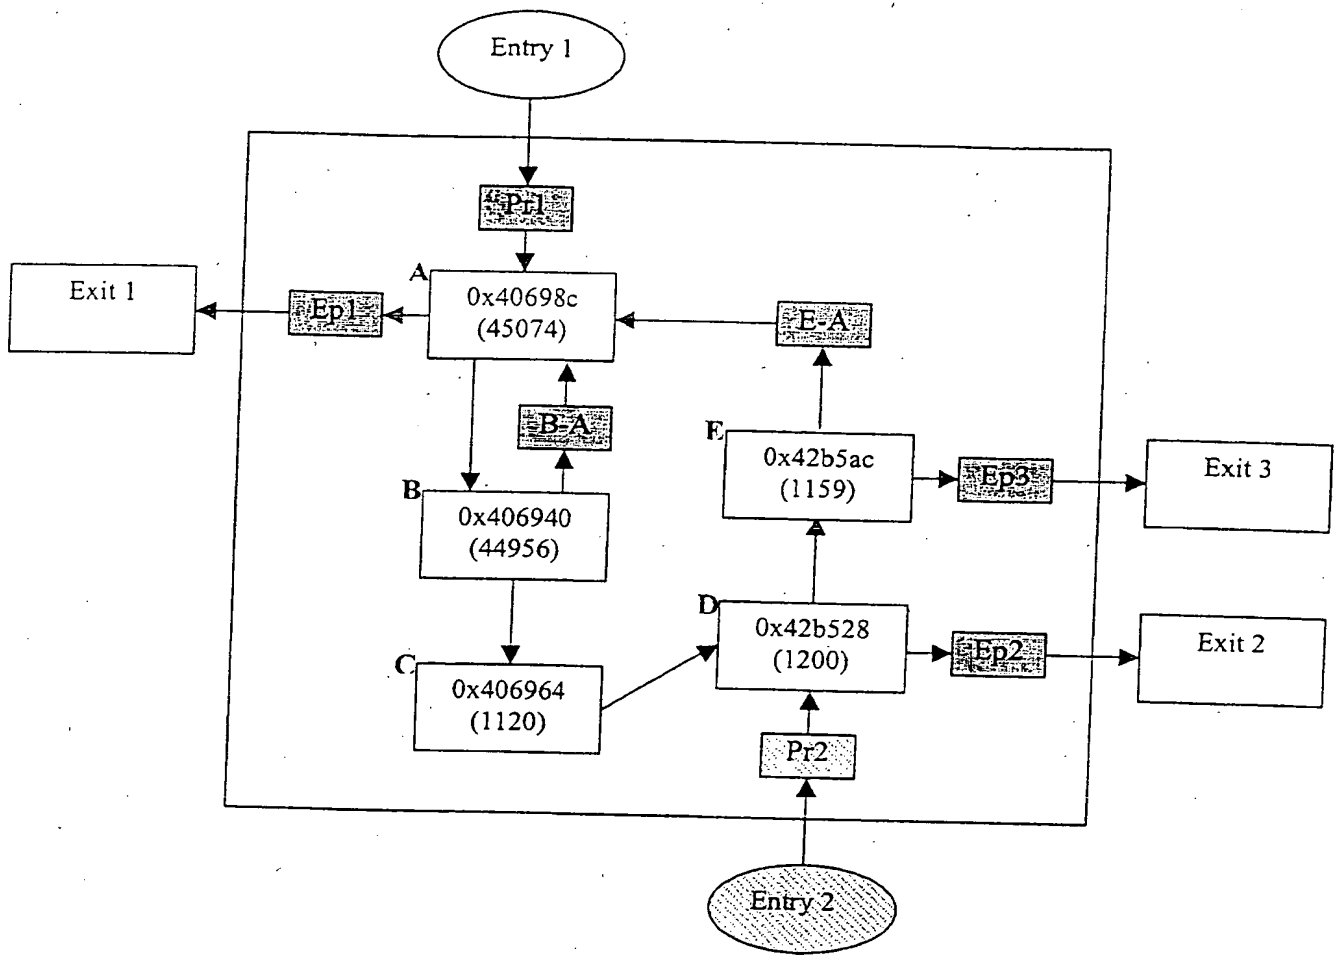 Entry 1
Pr1
A
0x40698c
(45074)
Exit 1
Ep1
E-A
B-A
E
0x42b5ac
(1159)
Ep3
Exit 3
B
0x406940
(44956)
D
0x42b528
(1200)
Ep2
Exit 2
C
0x406964
(1120)
Pr2
Entry 2